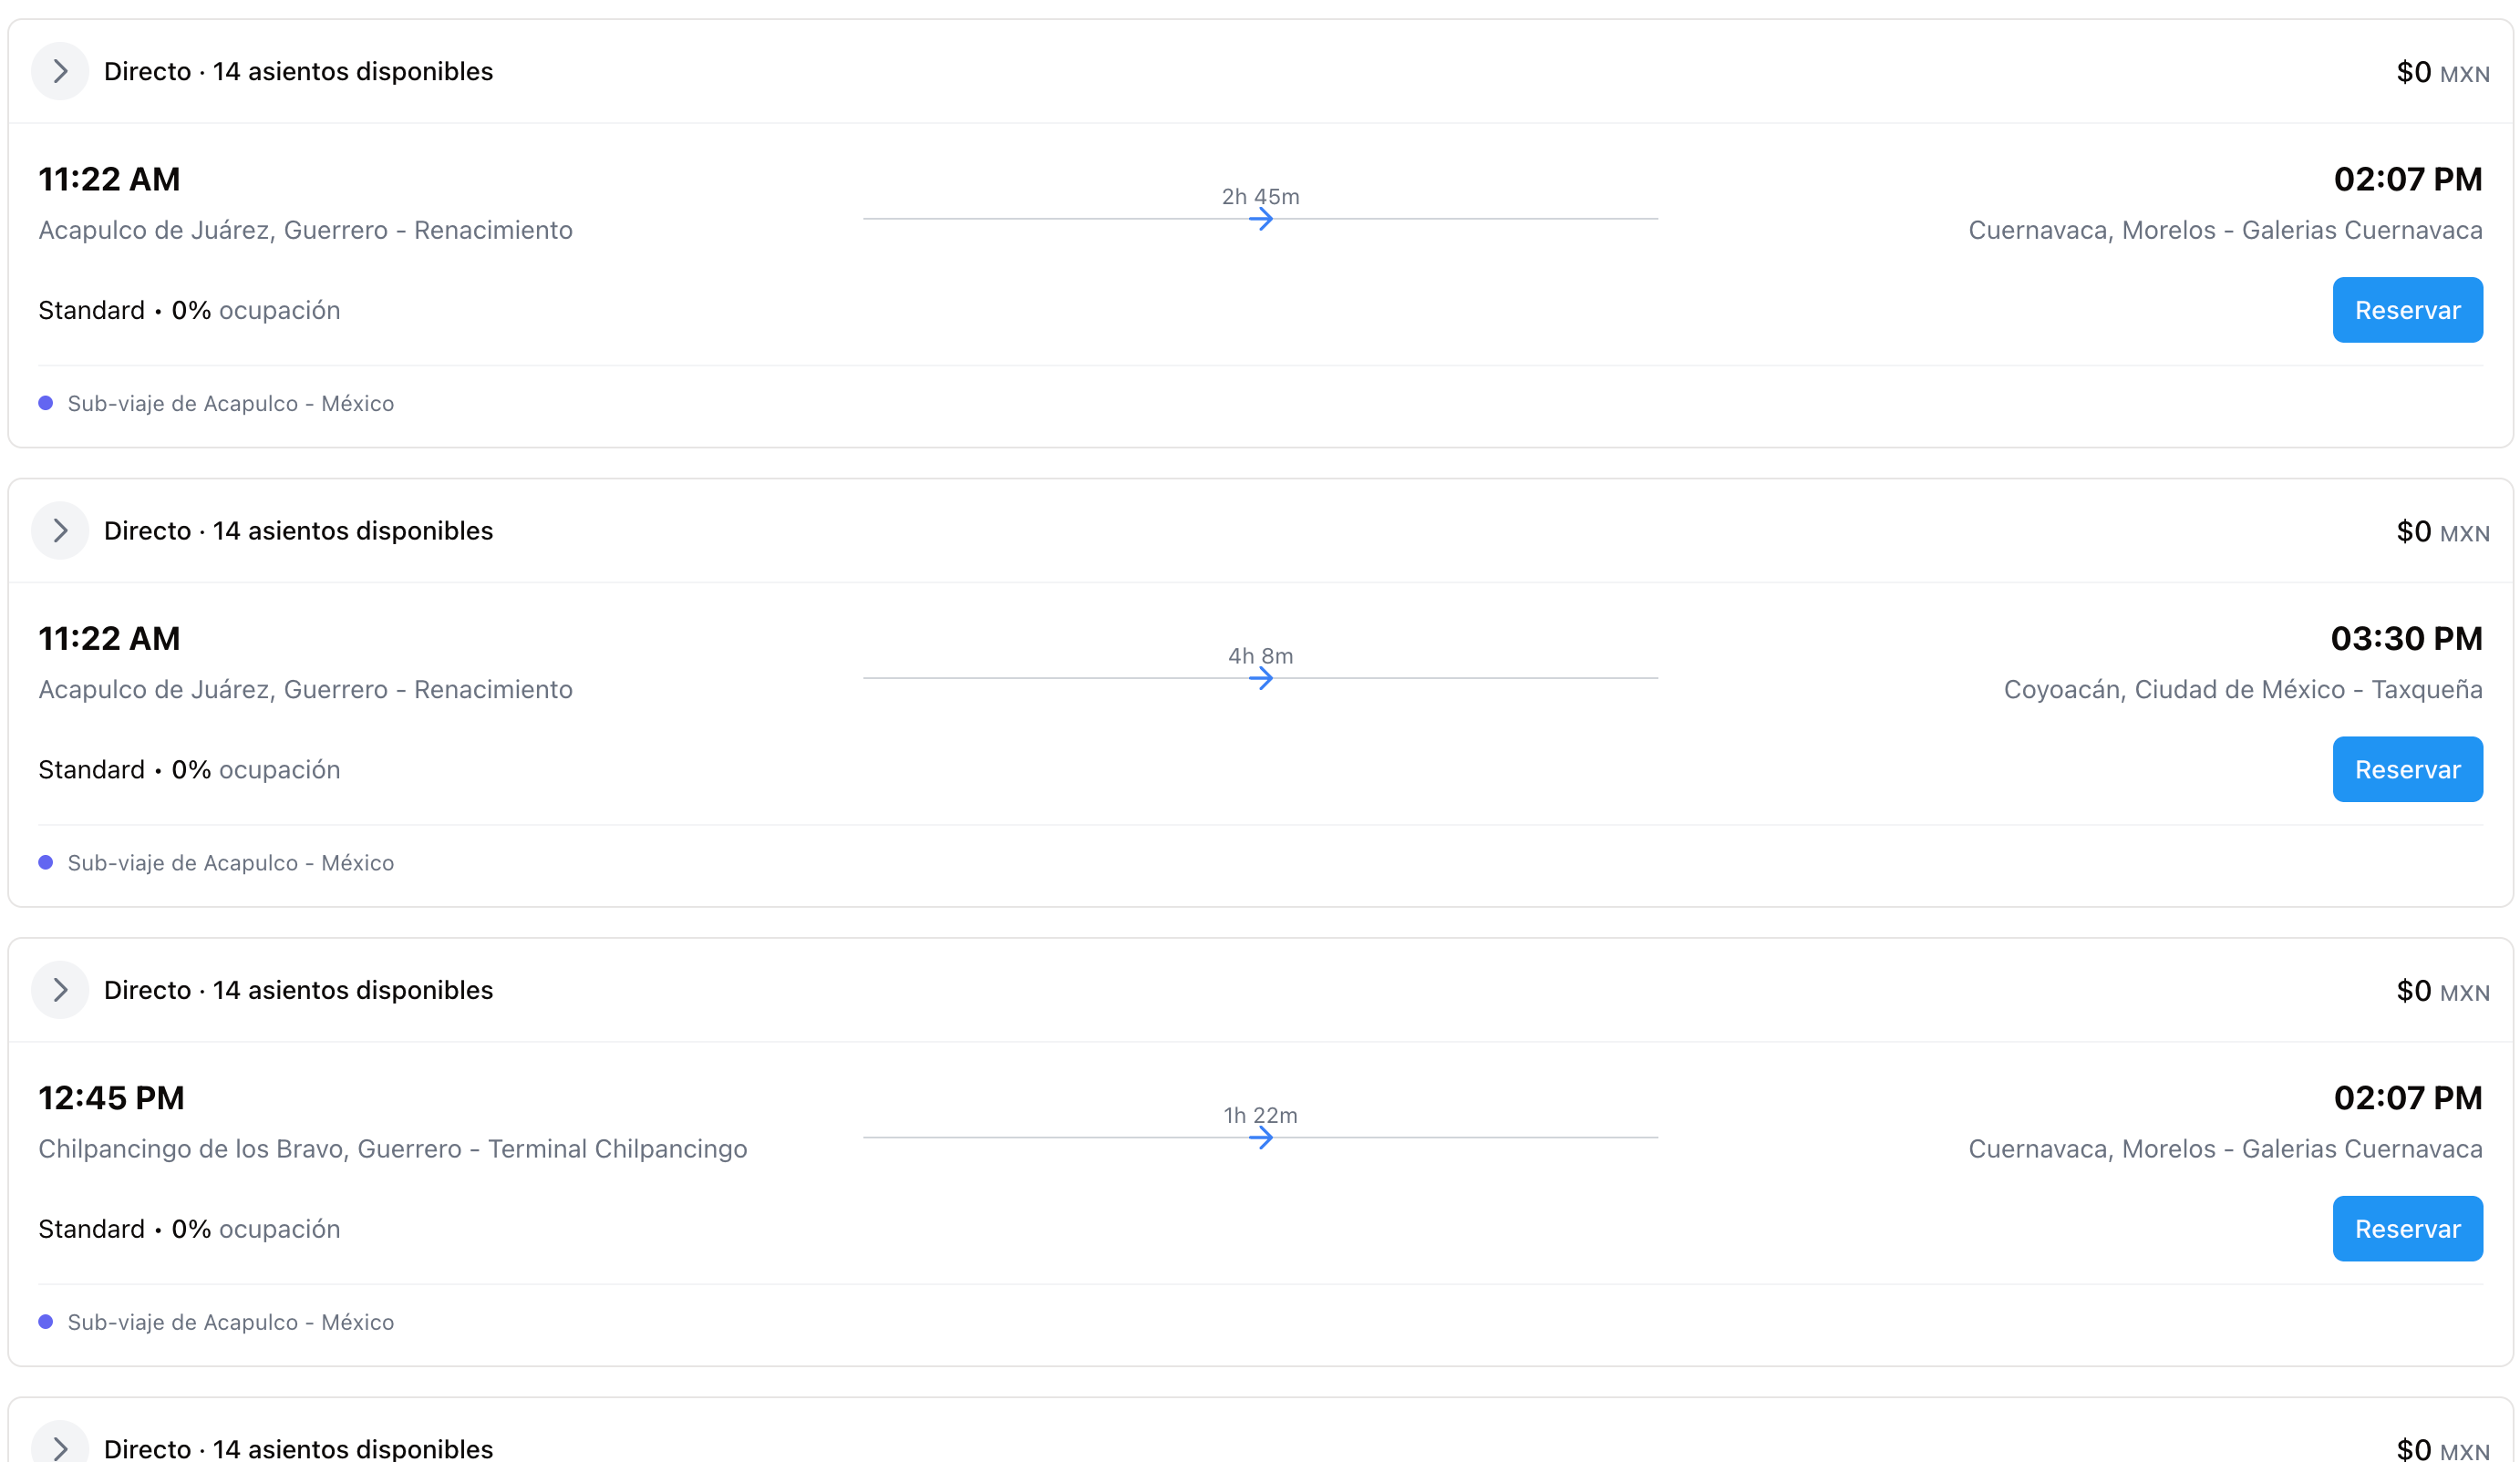 Directo · 14 asientos disponibles
$0 MXN
11:22 AM
2h 45m
02:07 PM
Acapulco de Juárez, Guerrero - Renacimiento
Cuernavaca, Morelos - Galerias Cuernavaca
Standard • 0% ocupación
Reservar
Sub-viaje de Acapulco - México
Directo · 14 asientos disponibles
$0 MXN
11:22 AM
4h 8m
03:30 PM
Acapulco de Juárez, Guerrero - Renacimiento
Coyoacán, Ciudad de México - Taxqueña
Standard • 0% ocupación
Reservar
Sub-viaje de Acapulco - México
Directo · 14 asientos disponibles
$0 MXN
12:45 PM
1h 22m
02:07 PM
Chilpancingo de los Bravo, Guerrero - Terminal Chilpancingo
Cuernavaca, Morelos - Galerias Cuernavaca
Standard • 0% ocupación
Reservar
Sub-viaje de Acapulco - México
Directo · 14 asientos disponibles
$0 MXN